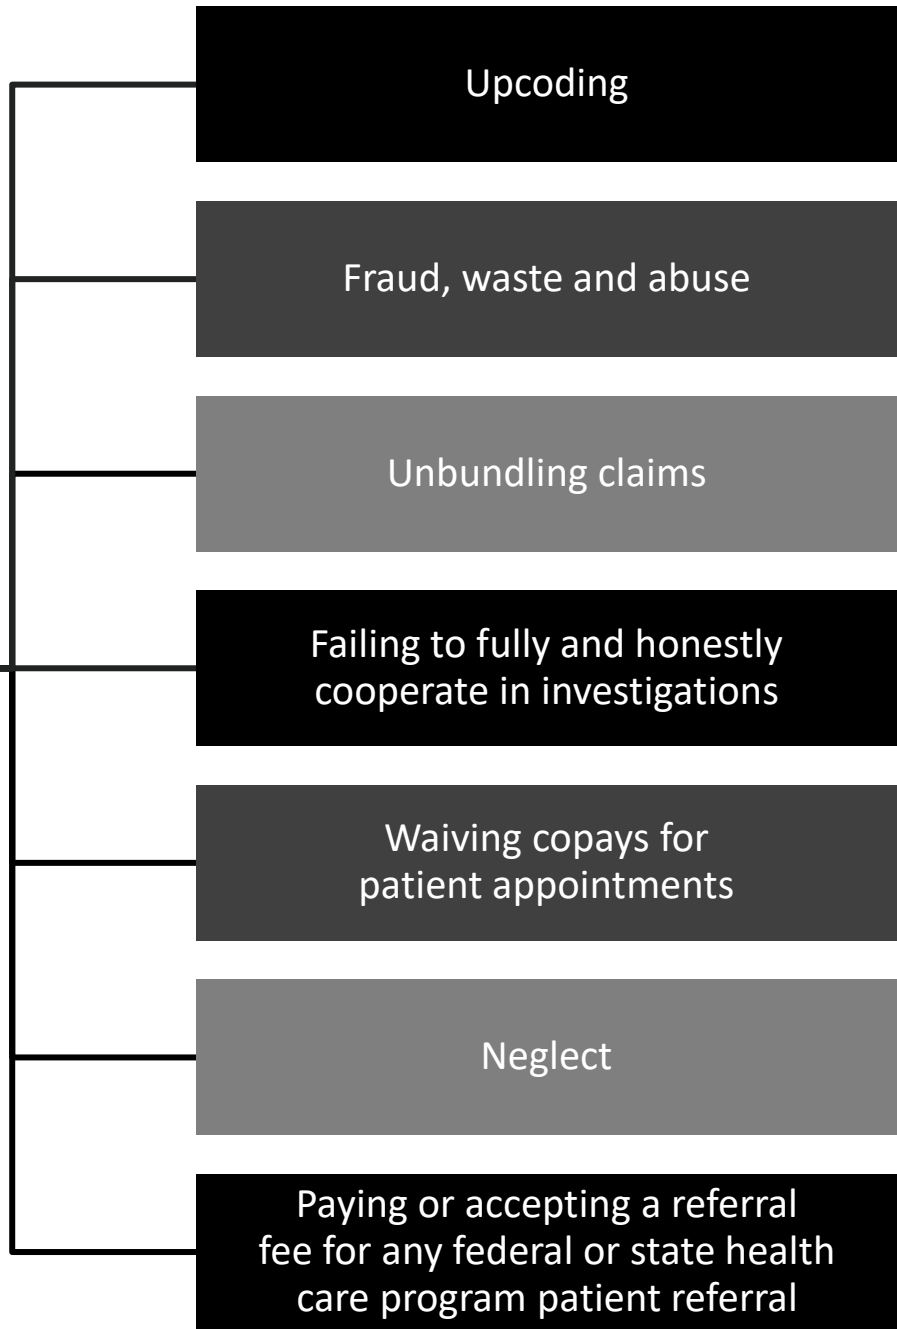 Upcoding
Fraud, waste and abuse
Unbundling claims
Failing to fully and honestly
cooperate in investigations
Waiving copays for
patient appointments
Neglect
Paying or accepting a referral
fee for any federal or state health
care program patient referral